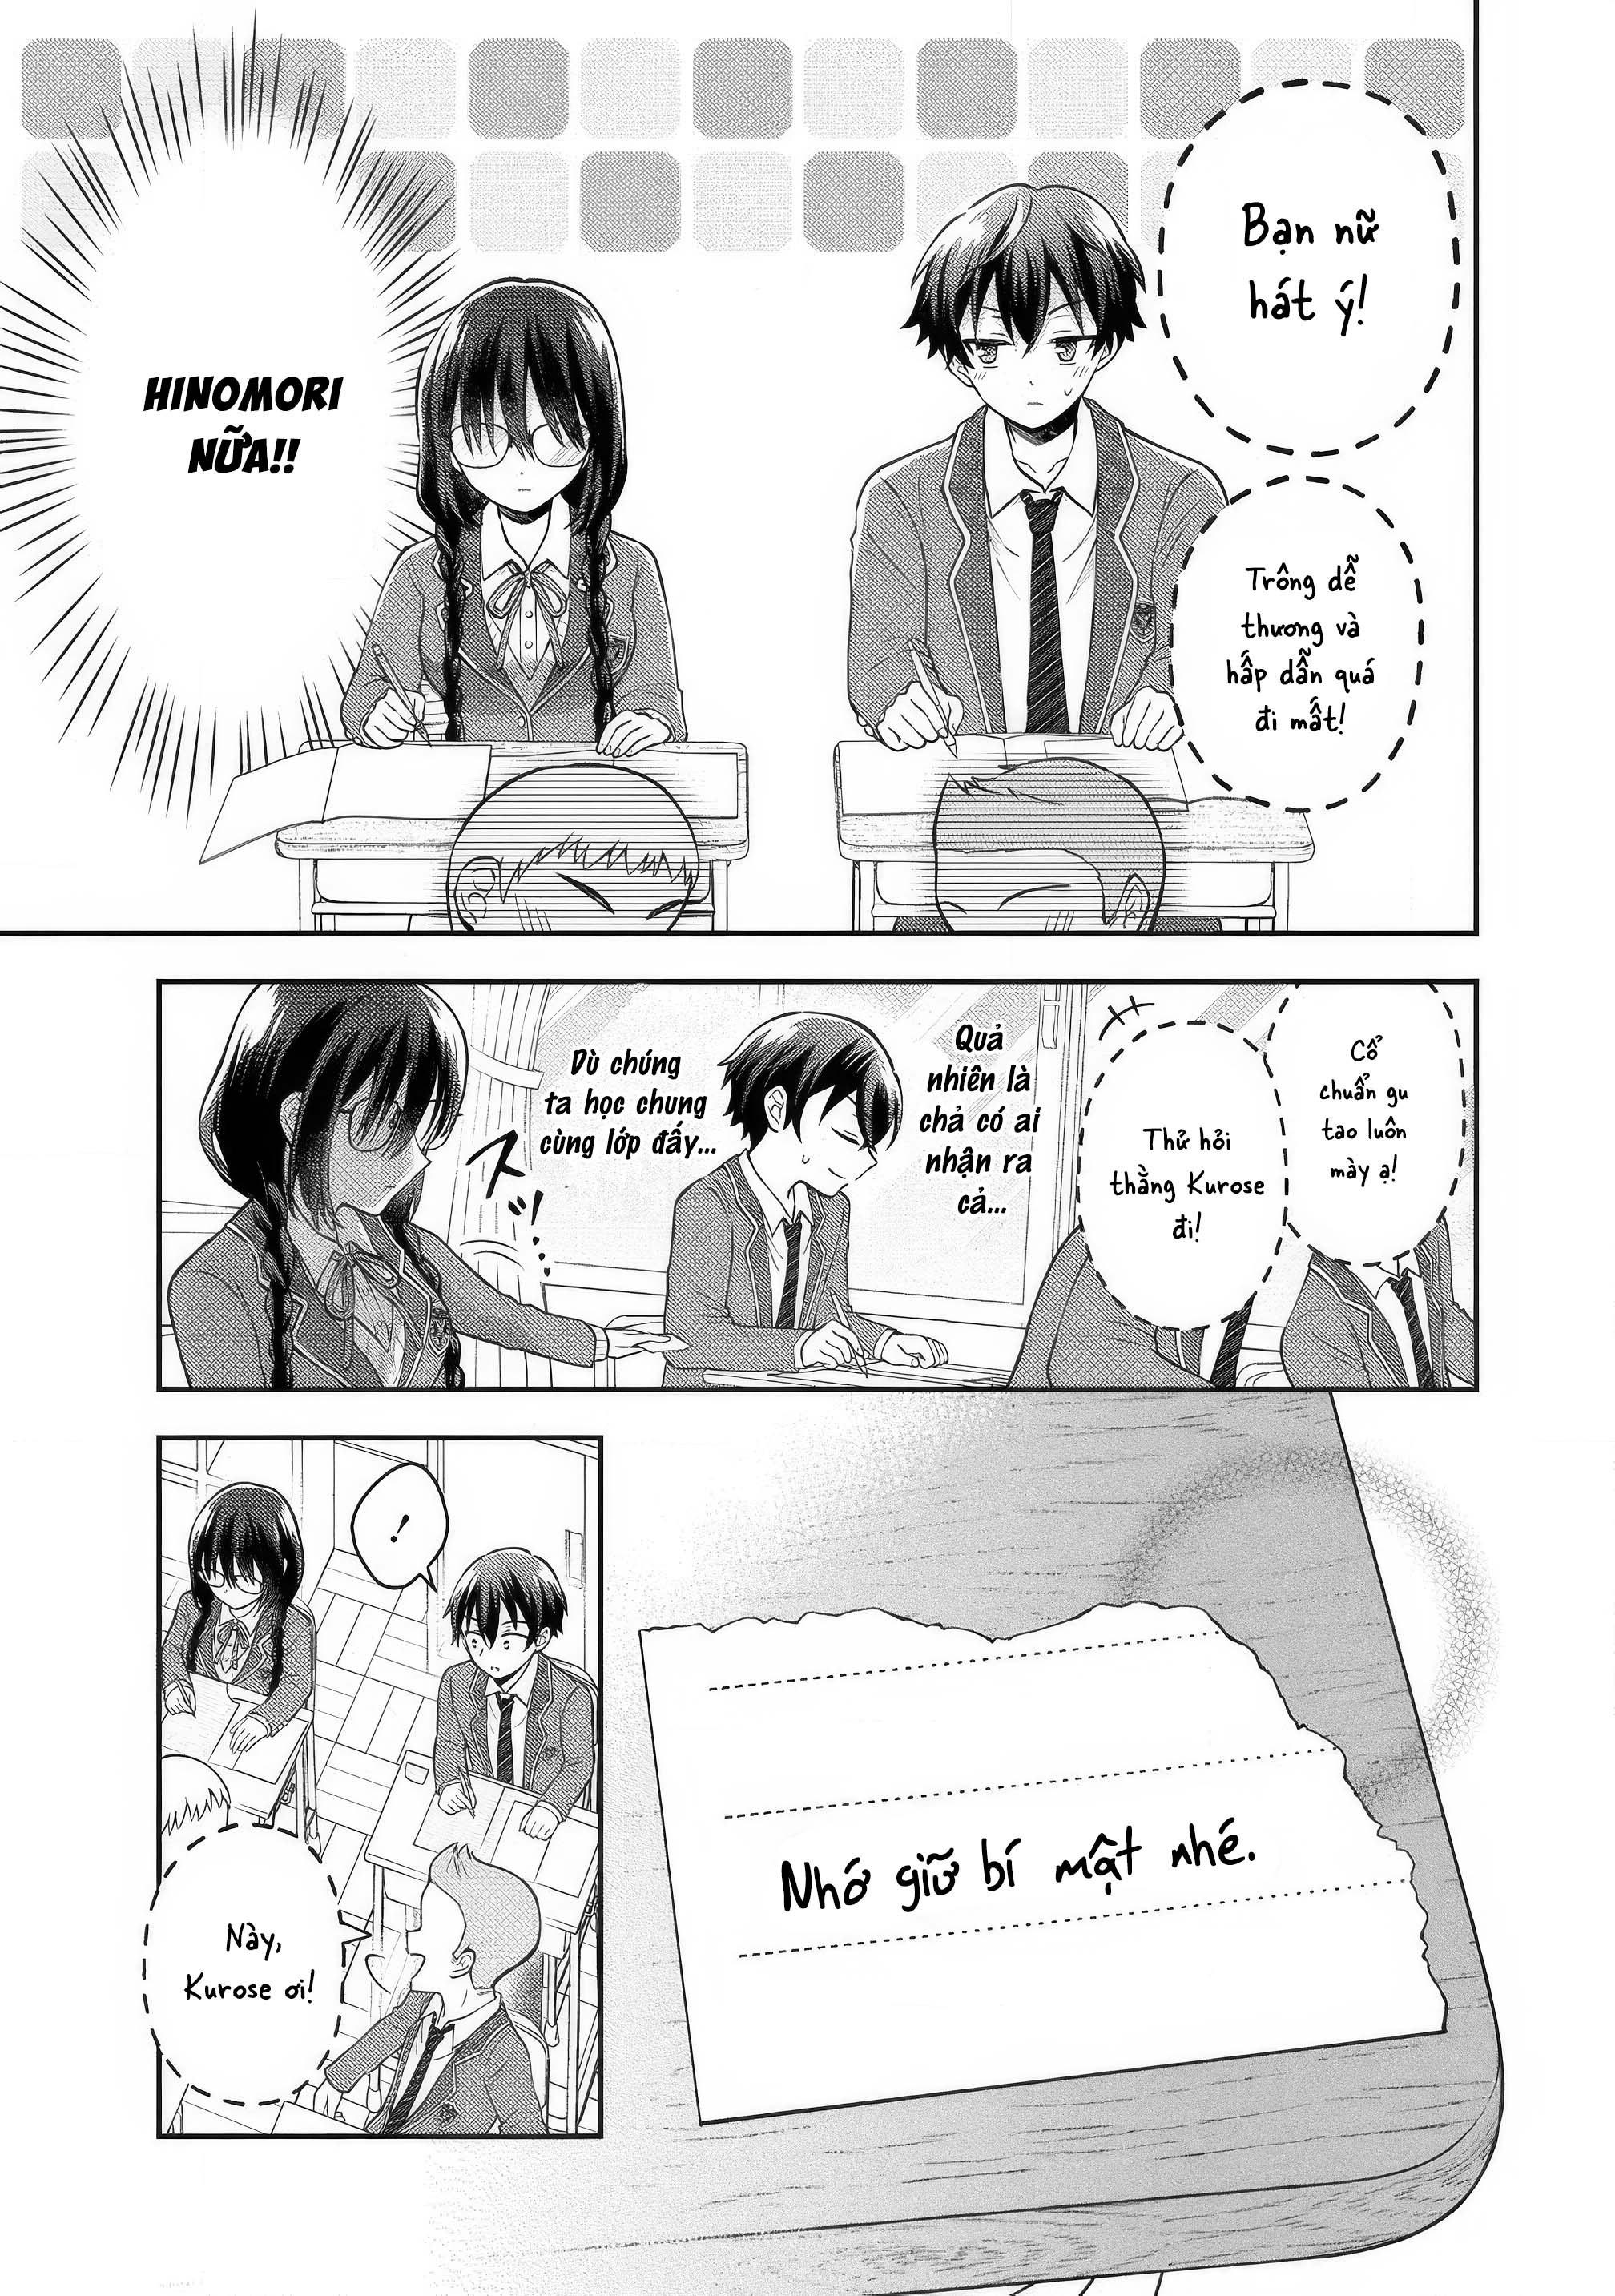 Bạn nữ
hát ý!
Trông dễ
thương và
hấp dẫn quá
đi mất!
HINOMORI
NỮA!!
Cổ
chuẩn gu
tao luôn
mày ạ!
Thử hỏi
thằng Kurose
đi!
Quả
nhiên là
chả có ai
nhận ra
cả...
Dù chúng
ta học chung
cùng lớp đấy...
スッ...
!
Này,
Kurose ơi!
Nhớ giữ bí mật nhé.